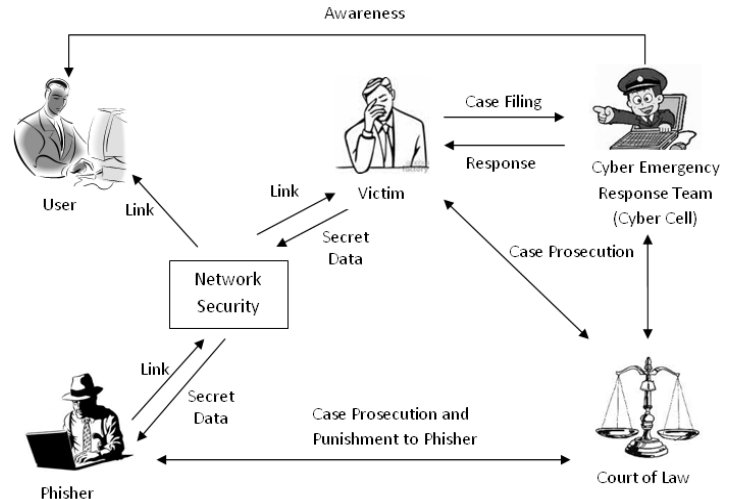 Awareness
Case Filing
Response
Cyber Emergency
Response Team
(Cyber Cell)
User
Link
Link
Victim
Secret
Data
Case Prosecution
Network
Security
Link
Secret
Data
Case Prosecution and
Punishment to Phisher
Phisher
Court of Law